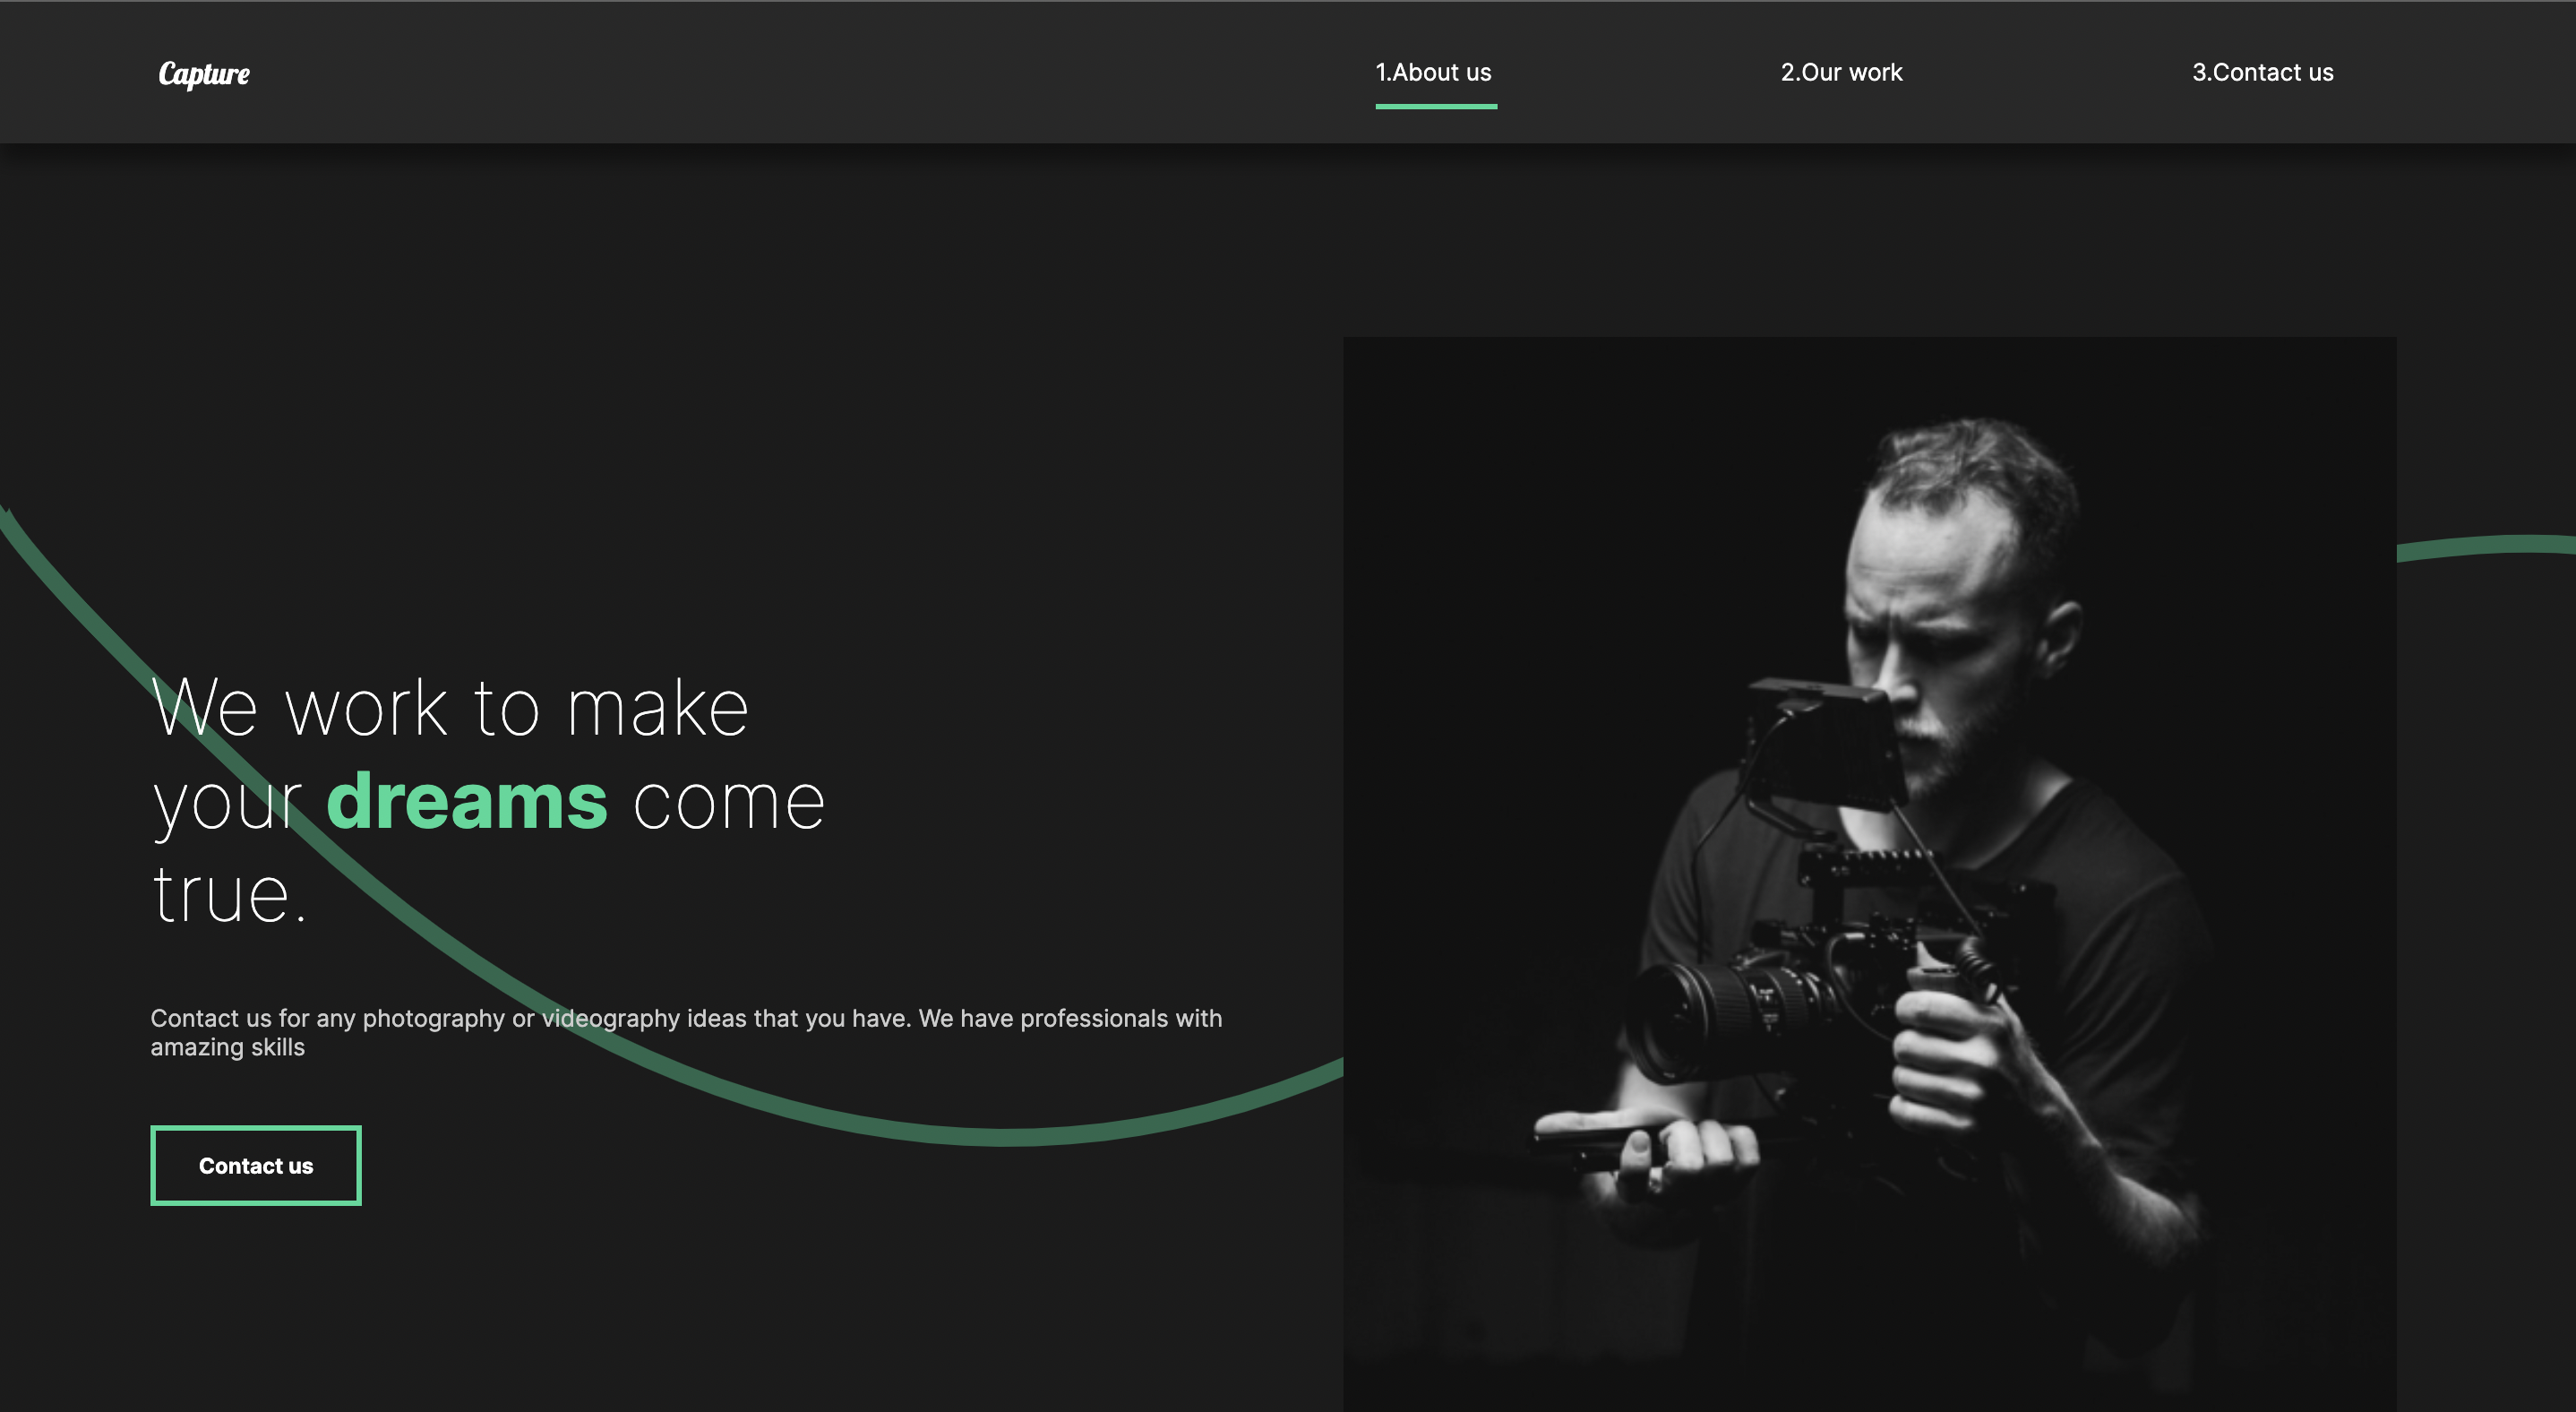 Capture
1.About us
2.Our work
3.Contact us
We work to make
your dreams come
true.
Contact us for any photography or videography ideas that you have. We have professionals with
amazing skills
Contact us